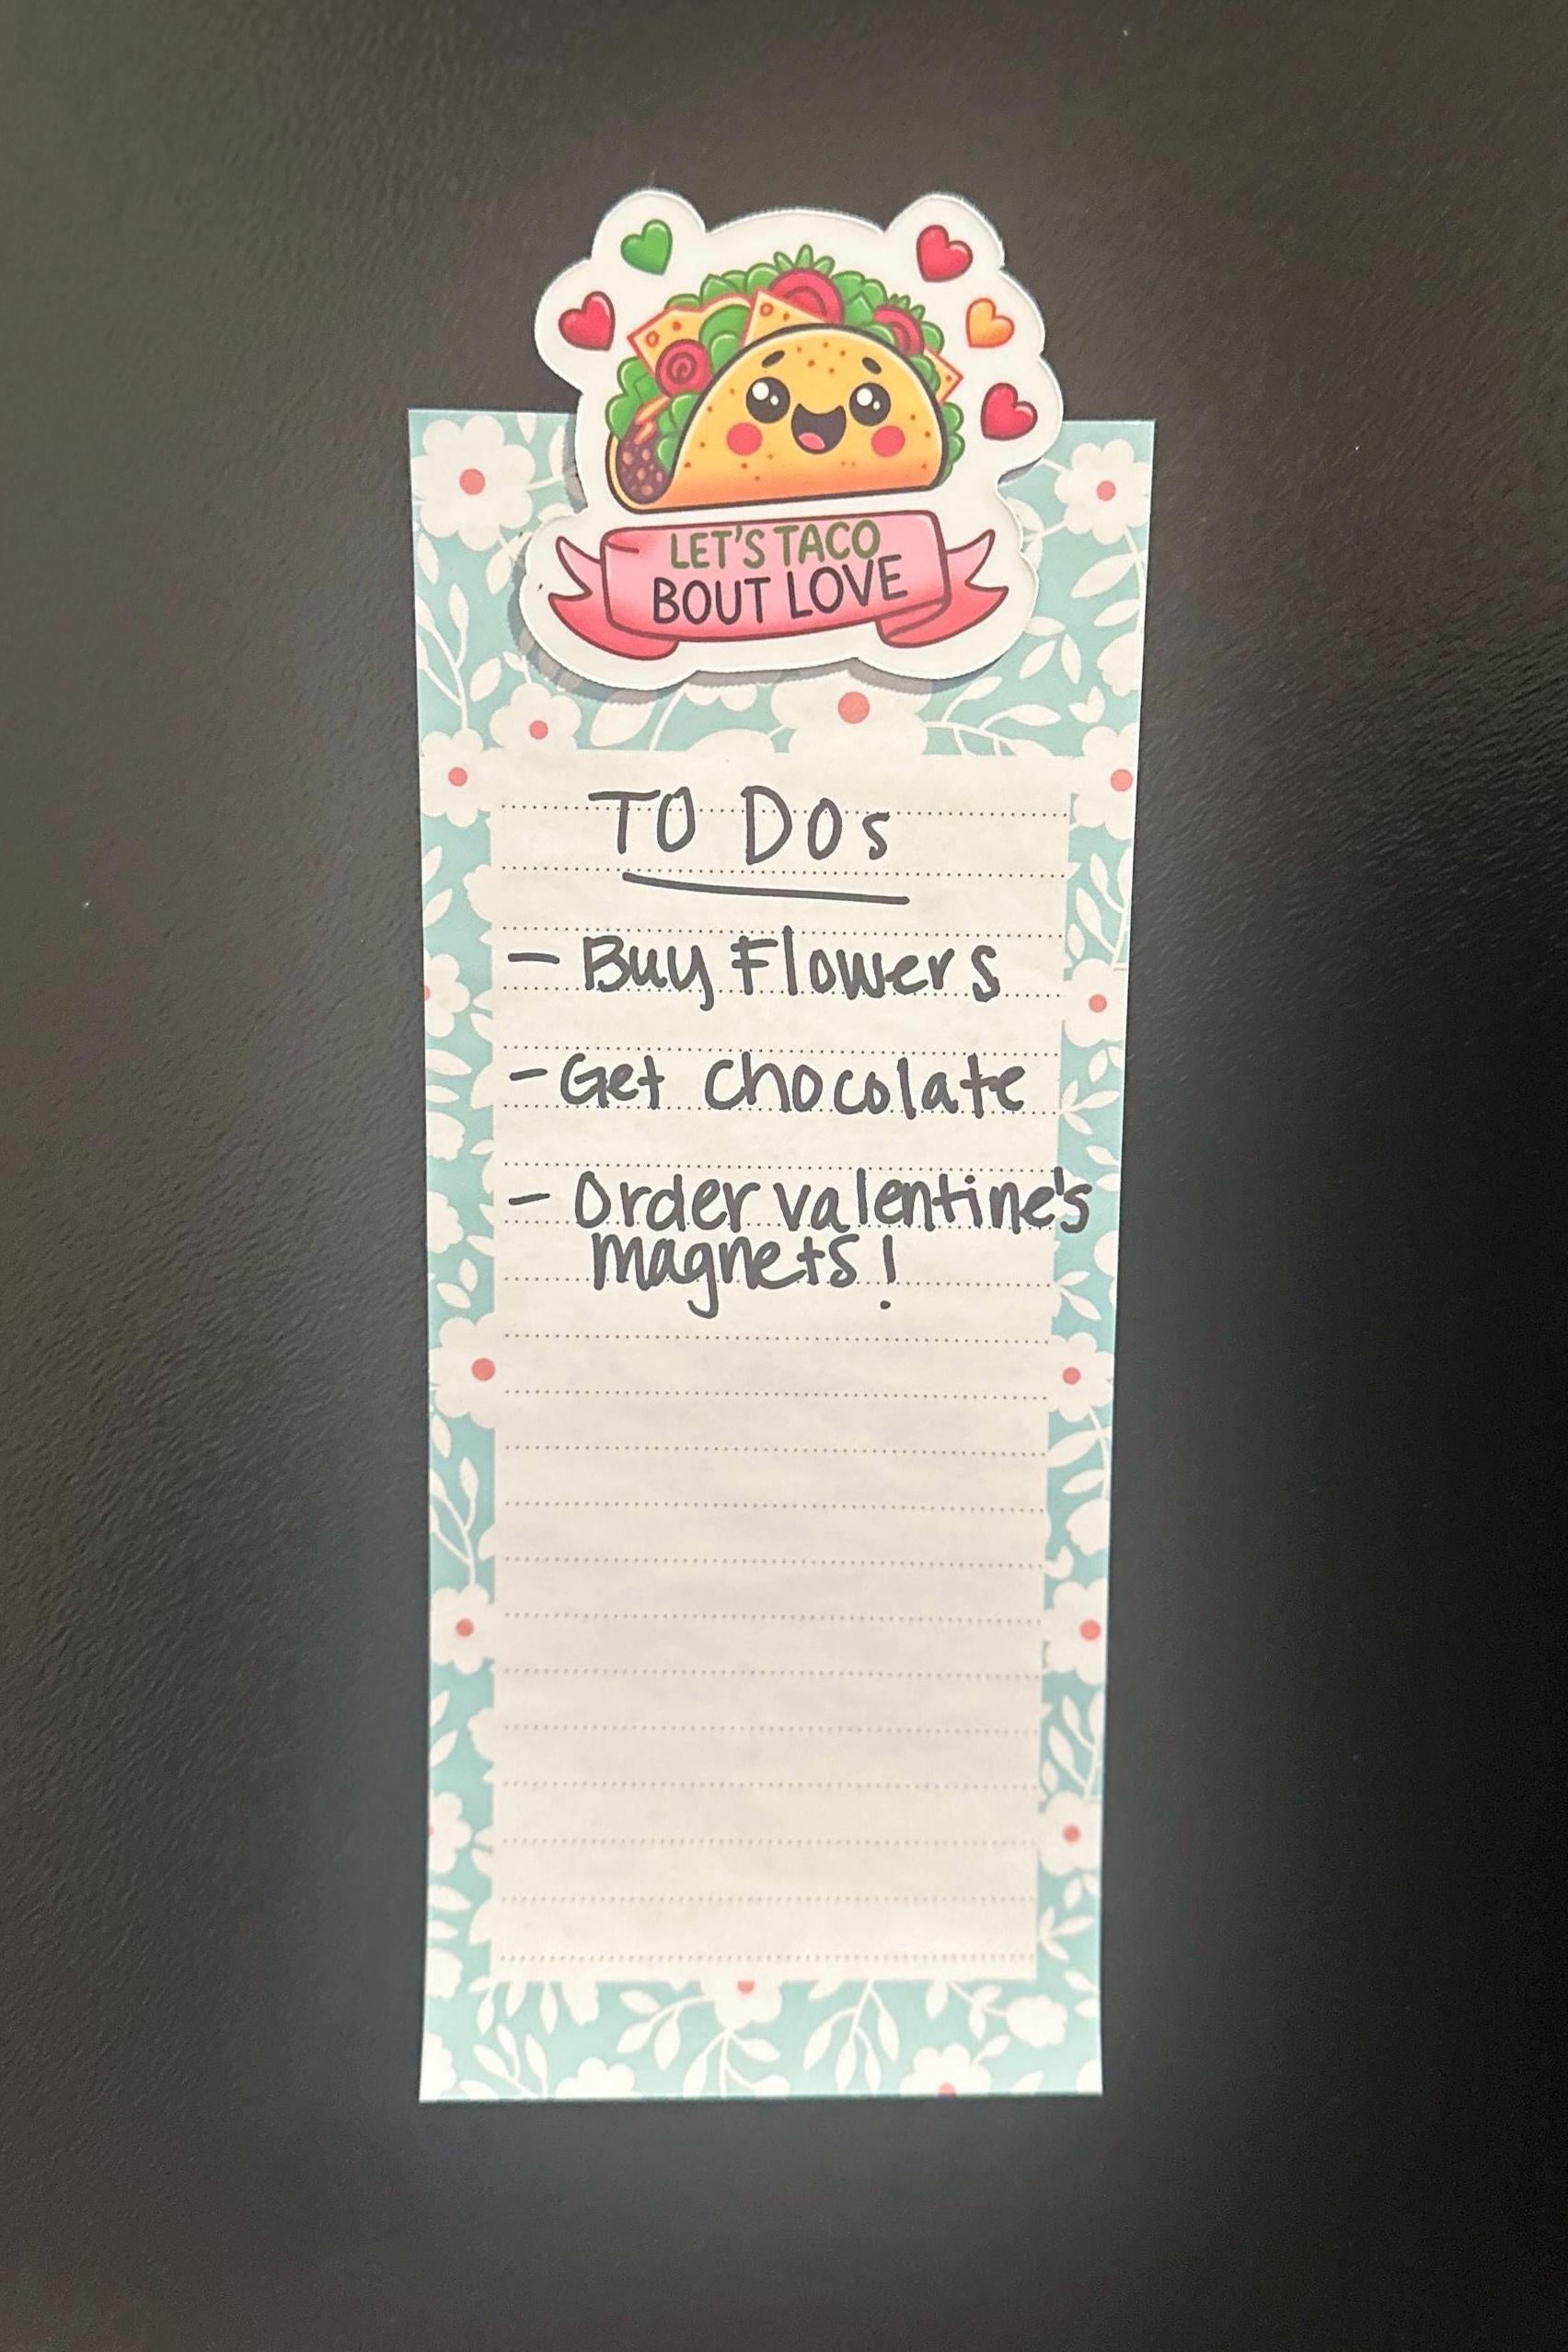 LET'S TACO
BOUT LOVE
TO DOs
- Buy Flowers
- Get chocolate
- Order valentine's
magnets!